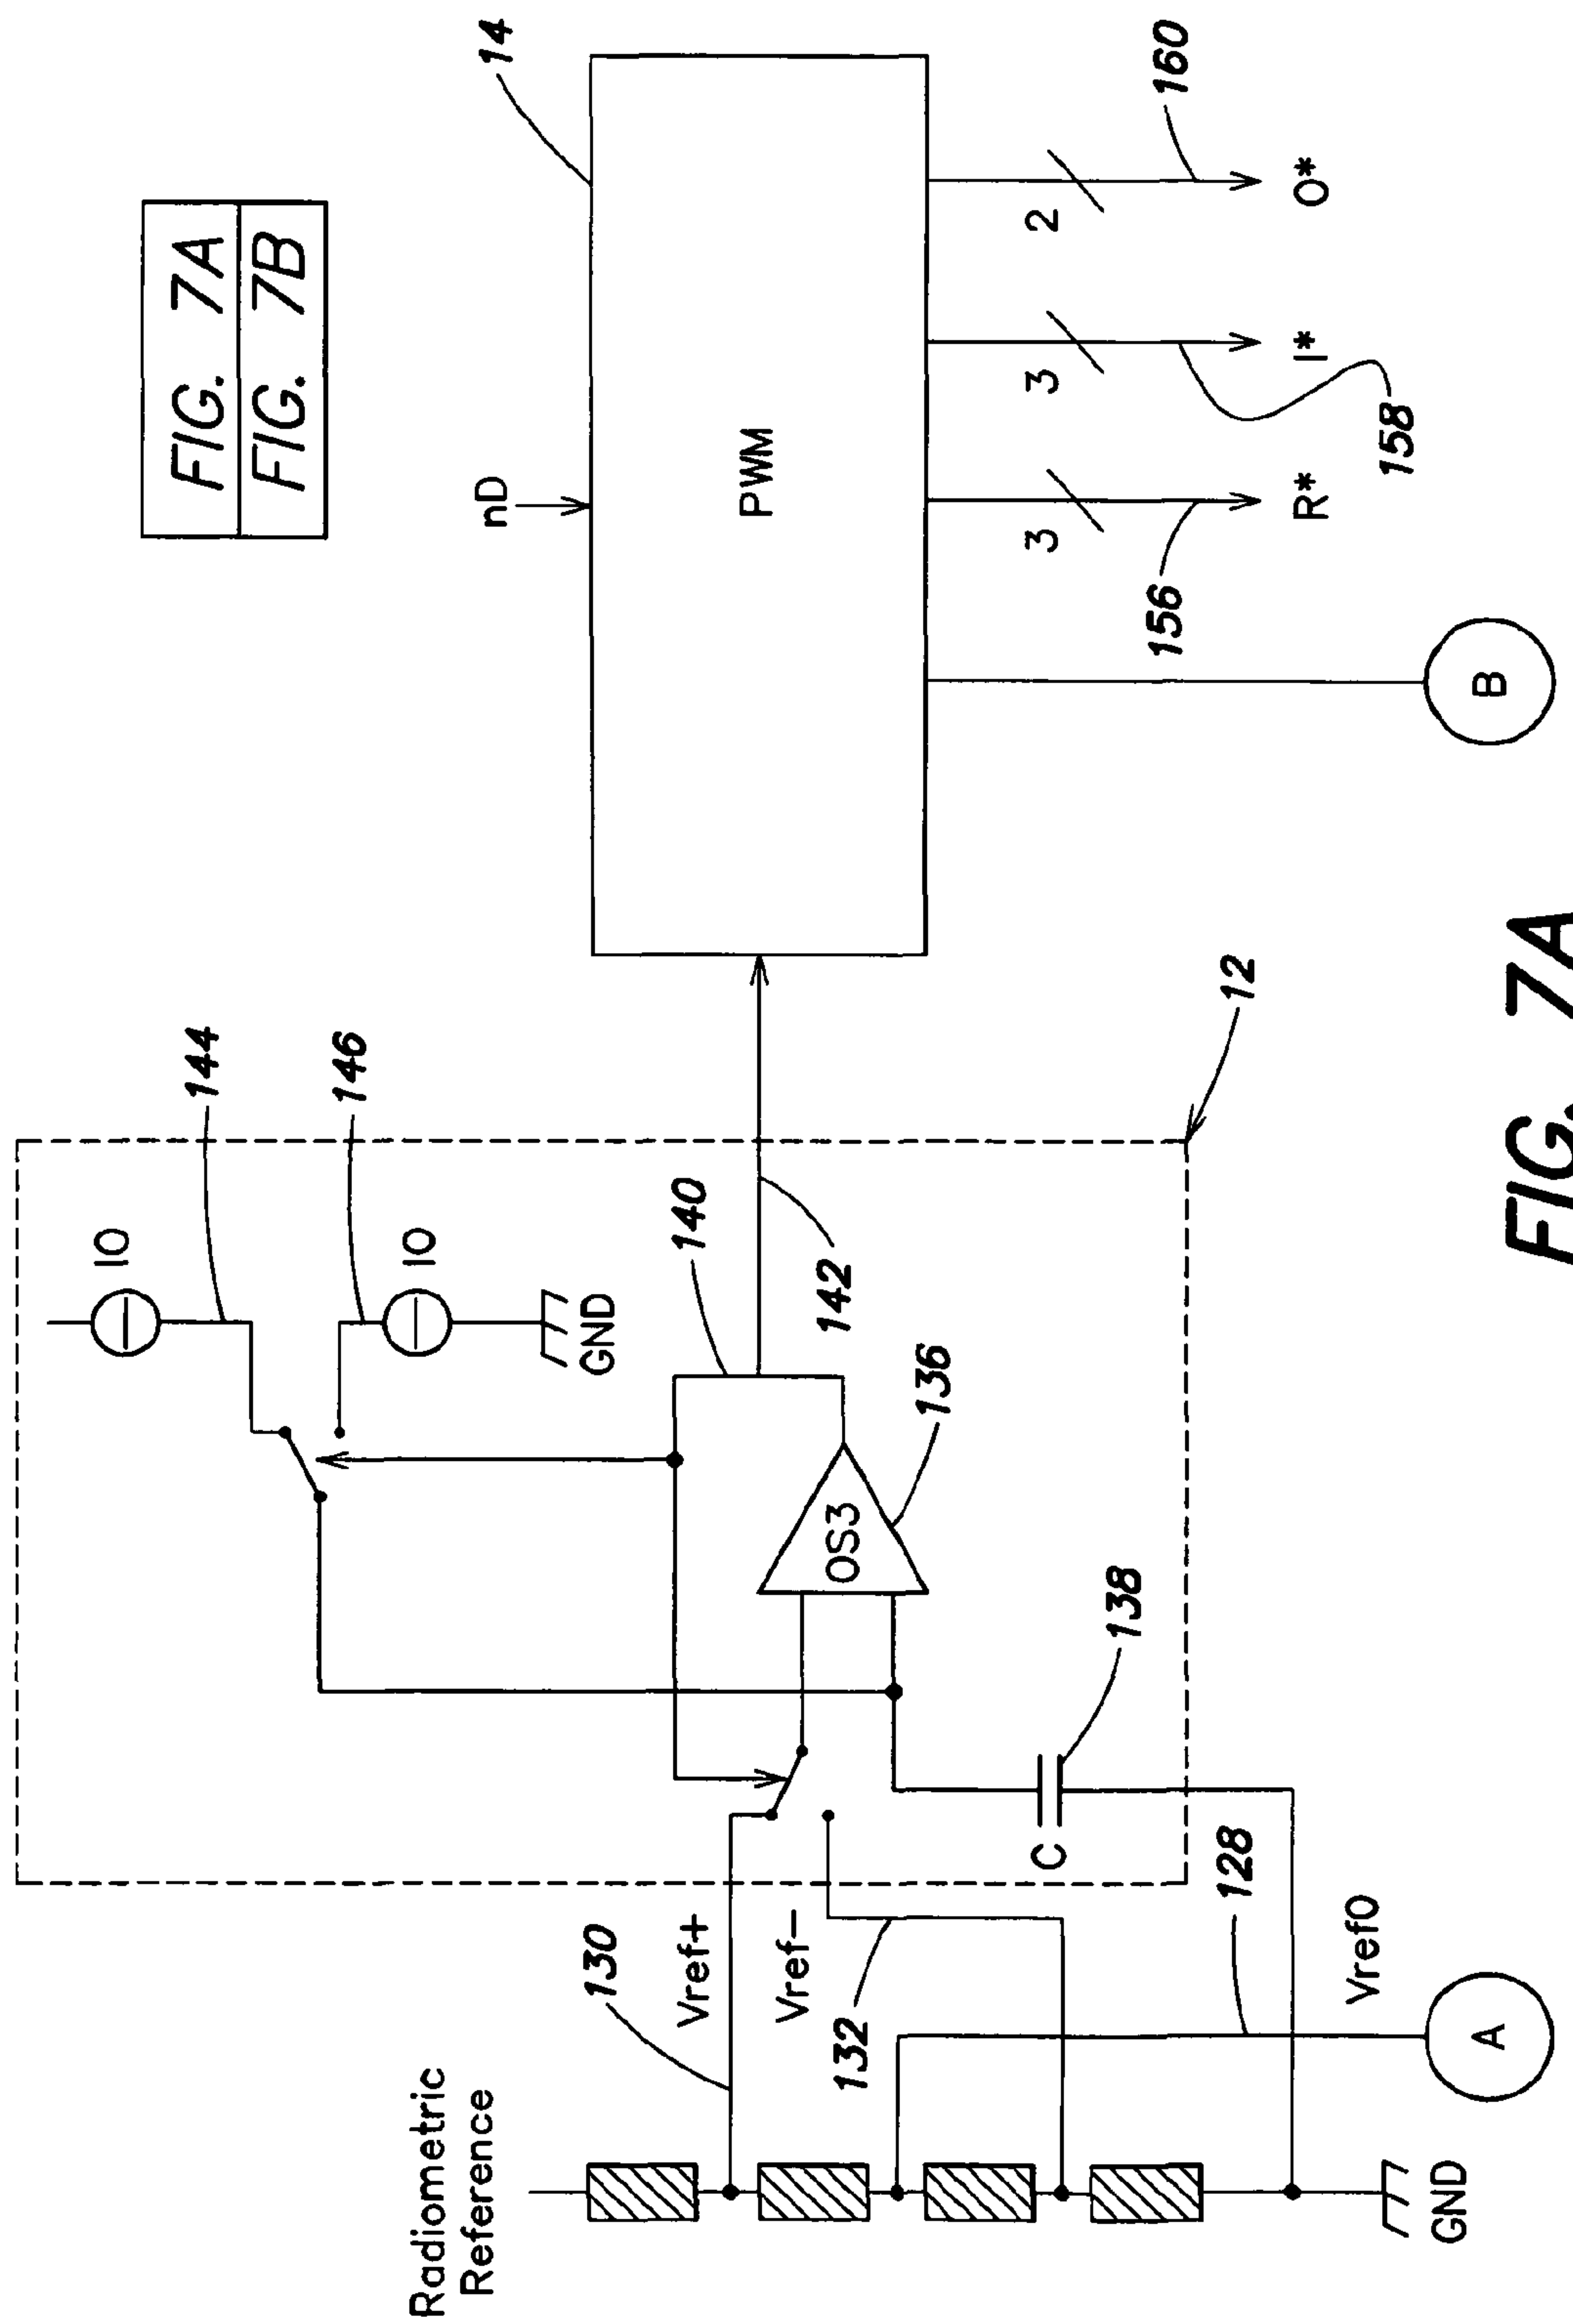 FIG. 7A
FIG. 7B
Radiometric
Reference
130
Vref+
Vref-
132
128
Vref0
A
GND
C
138
OS3
136
140
142
IO
144
IO
146
GND
12
nD
14
PWM
3
156
R*
3
158
I*
2
160
O*
B
FIG. 7A